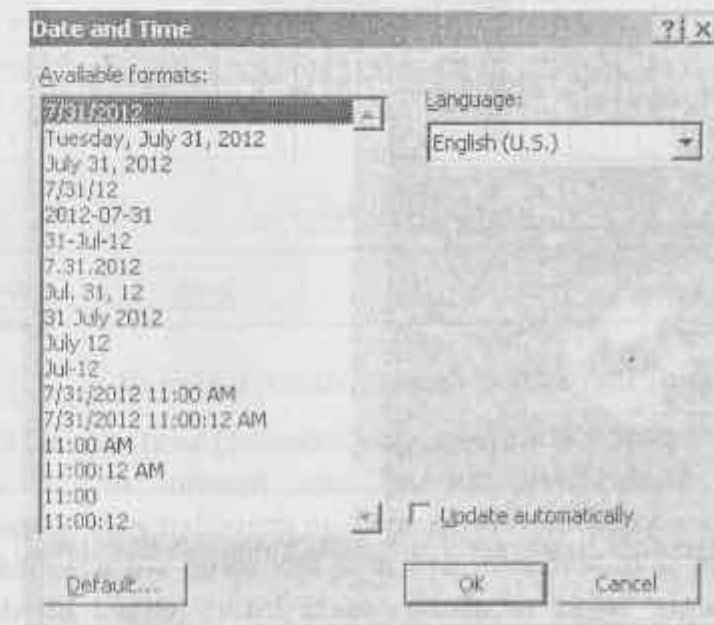 Date and Time
Available formats:
7/31/2012
Tuesday, July 31, 2012
July 31, 2012
7/31/12
2012-07-31
31-Jul-12
7.31.2012
Jul. 31, 12
31 July 2012
July 12
Jul-12
7/31/2012 11:00 AM
7/31/2012 11:00:12 AM
11:00 AM
11:00:12 AM
11:00
11:00:12
Language:
English (U.S.)
Update automatically
Default...
OK
Cancel